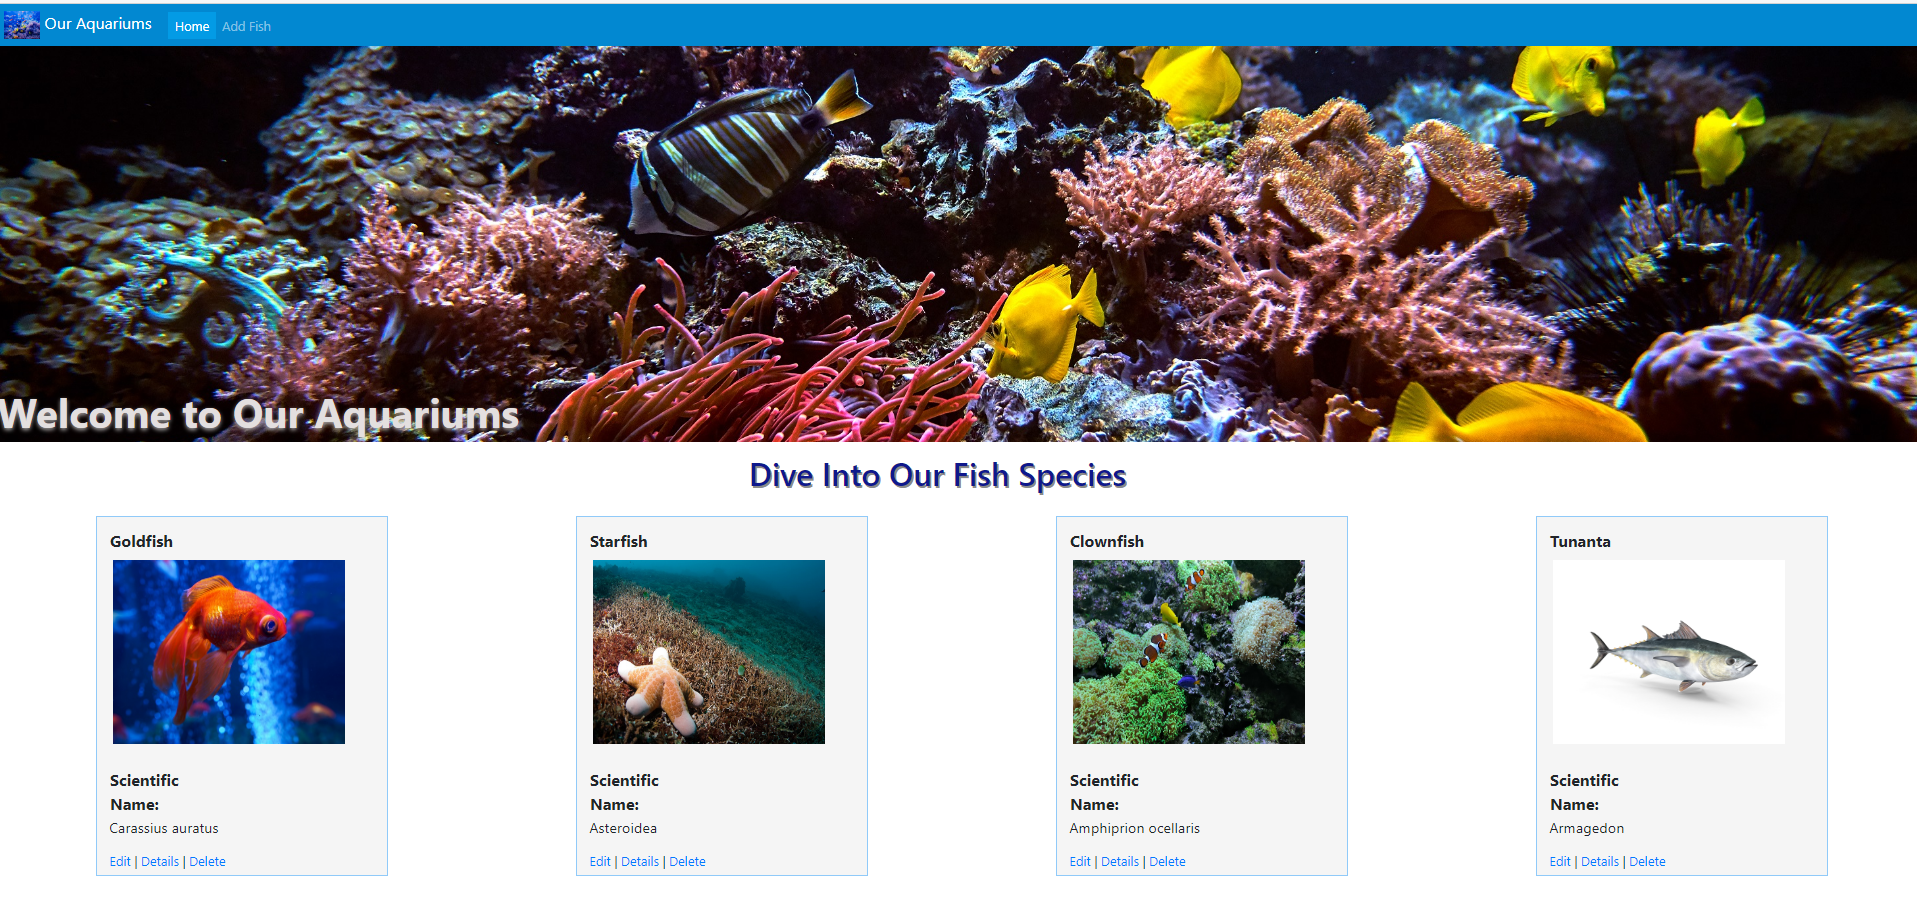 Our Aquariums Home Add Fish
Welcome to Our Aquariums
Dive Into Our Fish Species
Goldfish
Scientific
Name:
Carassius auratus
Edit | Details | Delete
Starfish
Scientific
Name:
Asteroidea
Edit | Details | Delete
Clownfish
Scientific
Name:
Amphiprion ocellaris
Edit | Details | Delete
Tunanta
Scientific
Name:
Armagedon
Edit | Details | Delete